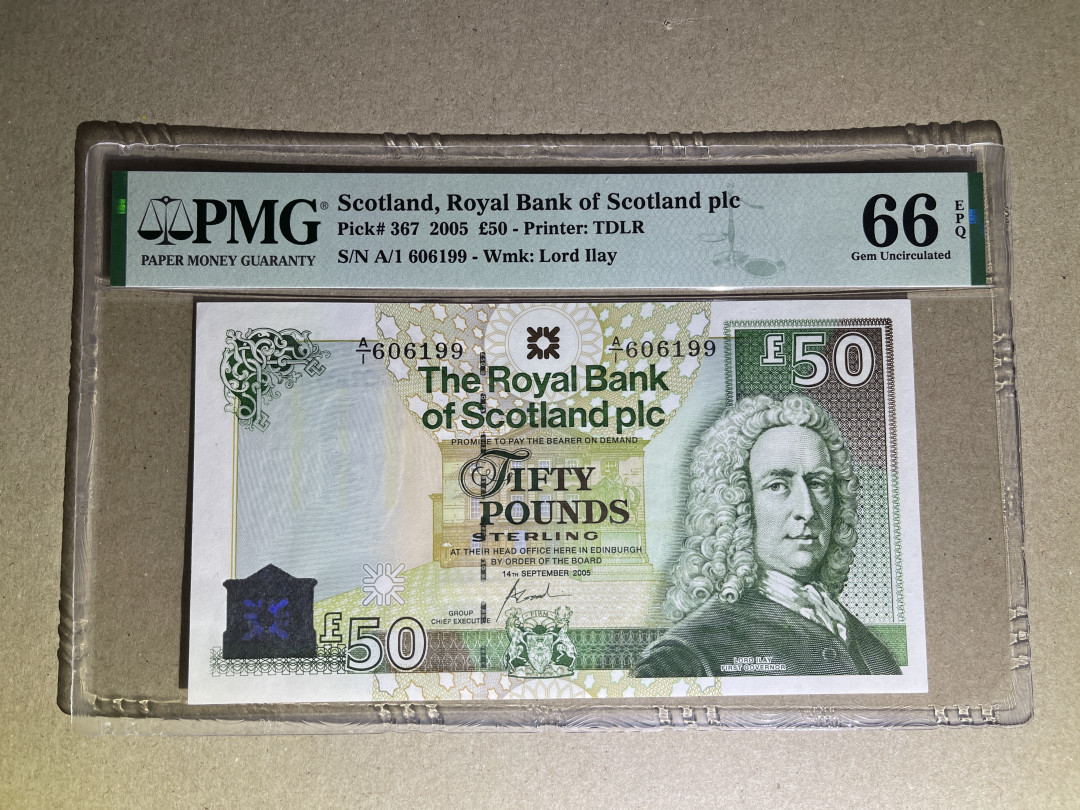 PMG®
PAPER MONEY GUARANTY
Scotland, Royal Bank of Scotland plc
Pick# 367 2005 £50 - Printer: TDLR
S/N A/1 606199 - Wmk: Lord Ilay
66
EPQ
Gem Uncirculated
A/1 606199
A/1 606199
£50
The Royal Bank
of Scotland plc
PROMISE TO PAY THE BEARER ON DEMAND
FIFTY
POUNDS
STERLING
AT THEIR HEAD OFFICE HERE IN EDINBURGH
BY ORDER OF THE BOARD
14TH SEPTEMBER 2005
GROUP
CHIEF EXECUTIVE
£50
FIRM
LORD ILAY
FIRST GOVERNOR